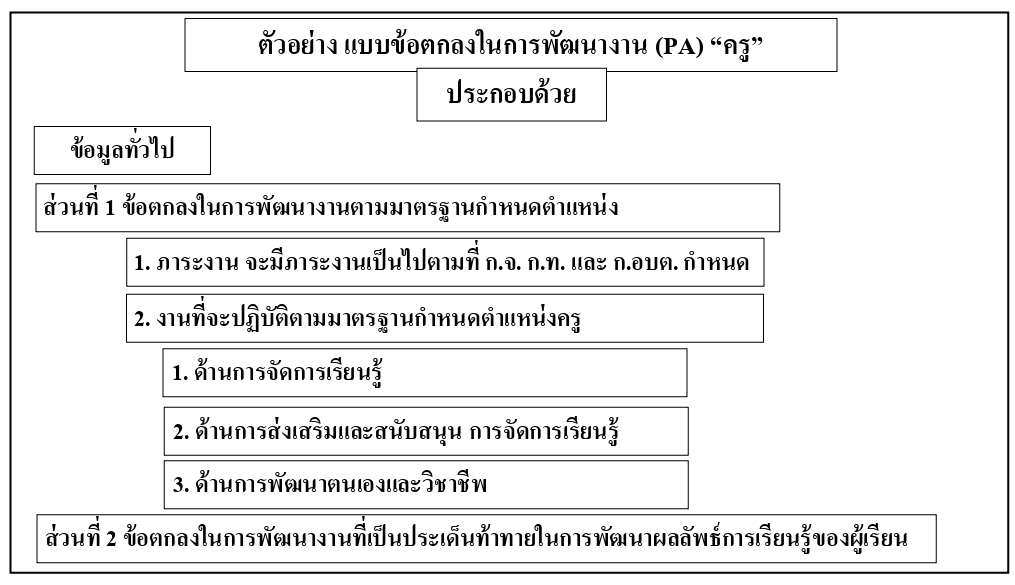 ตัวอย่าง แบบข้อตกลงในการพัฒนางาน (PA) “ครู”
ประกอบด้วย
ข้อมูลทั่วไป
ส่วนที่ 1 ข้อตกลงในการพัฒนางานตามมาตรฐานกำหนดตำแหน่ง
1. ภาระงาน จะมีภาระงานเป็นไปตามที่ ก.จ. ก.ท. และ ก.อบต. กำหนด
2. งานที่จะปฏิบัติตามมาตรฐานกำหนดตำแหน่งครู
1. ด้านการจัดการเรียนรู้
2. ด้านการส่งเสริมและสนับสนุน การจัดการเรียนรู้
3. ด้านการพัฒนาตนเองและวิชาชีพ
ส่วนที่ 2 ข้อตกลงในการพัฒนางานที่เป็นประเด็นท้าทายในการพัฒนาผลลัพธ์การเรียนรู้ของผู้เรียน